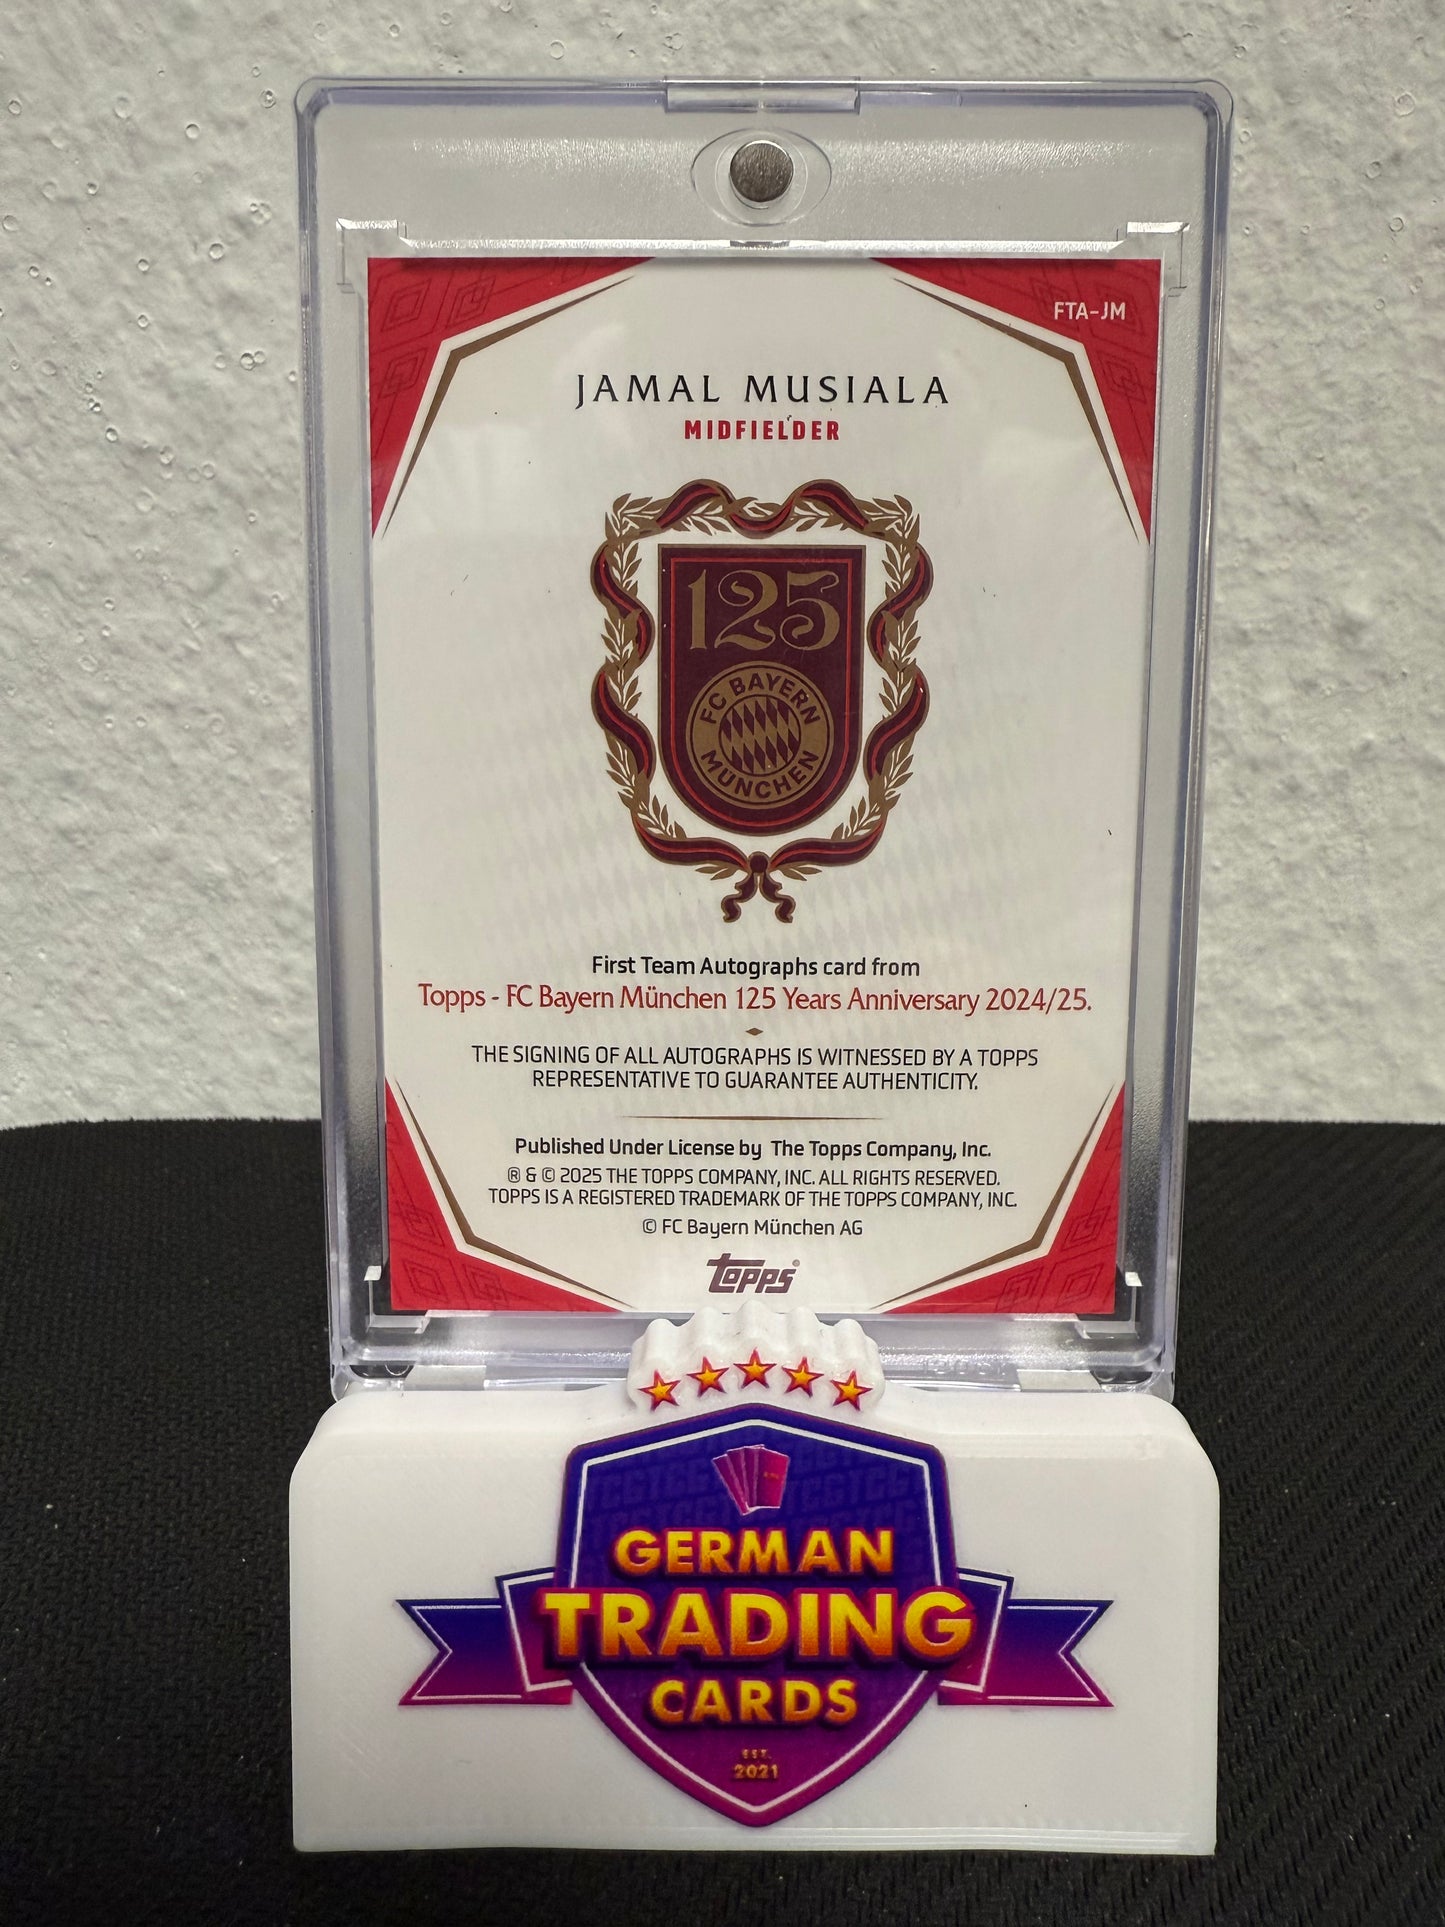 FTA-JM
JAMAL MUSIALA
MIDFIELDER
125
FC BAYERN
MÜNCHEN
First Team Autographs card from
Topps - FC Bayern München 125 Years Anniversary 2024/25.
THE SIGNING OF ALL AUTOGRAPHS IS WITNESSED BY A TOPPS
REPRESENTATIVE TO GUARANTEE AUTHENTICITY.
Published Under License by The Topps Company, Inc.
® & © 2025 THE TOPPS COMPANY, INC. ALL RIGHTS RESERVED.
TOPPS IS A REGISTERED TRADEMARK OF THE TOPPS COMPANY, INC.
© FC Bayern München AG
topps®
GERMAN
TRADING
CARDS
EST.
2021